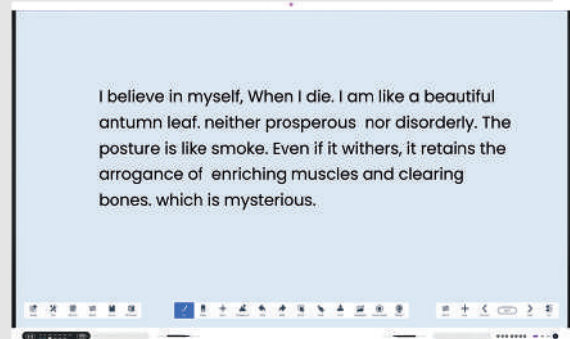 I believe in myself, When I die. I am like a beautiful
antumn leaf. neither prosperous nor disorderly. The
posture is like smoke. Even if it withers, it retains the
arrogance of enriching muscles and clearing
bones. which is mysterious.